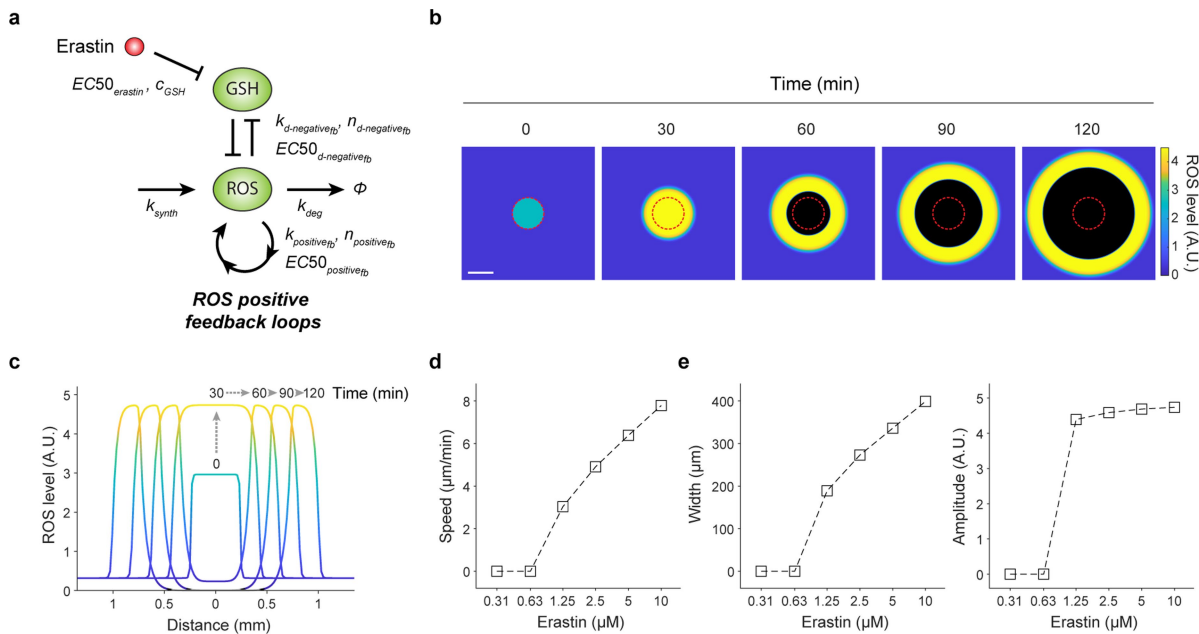 a
Erastin
EC50erastin , cGSH
GSH
kd-negativefb, nd-negativefb
EC50d-negativefb
ROS
Φ
ksynth
kdeg
kpositivefb, npositivefb
EC50positivefb
ROS positive
feedback loops
b
Time (min)
0 30 60 90 120
4
3
2
1
0
ROS level (A.U.)
c
30 60 90 120 Time (min)
0
5
4
3
2
1
0
ROS level (A.U.)
1 0.5 0 0.5 1
Distance (mm)
d
8
6
4
2
0
Speed (μm/min)
0.31 0.63 1.25 2.5 5 10
Erastin (μM)
e
400
300
200
100
0
Width (μm)
0.31 0.63 1.25 2.5 5 10
Erastin (μM)
5
4
3
2
1
0
Amplitude (A.U.)
0.31 0.63 1.25 2.5 5 10
Erastin (μM)